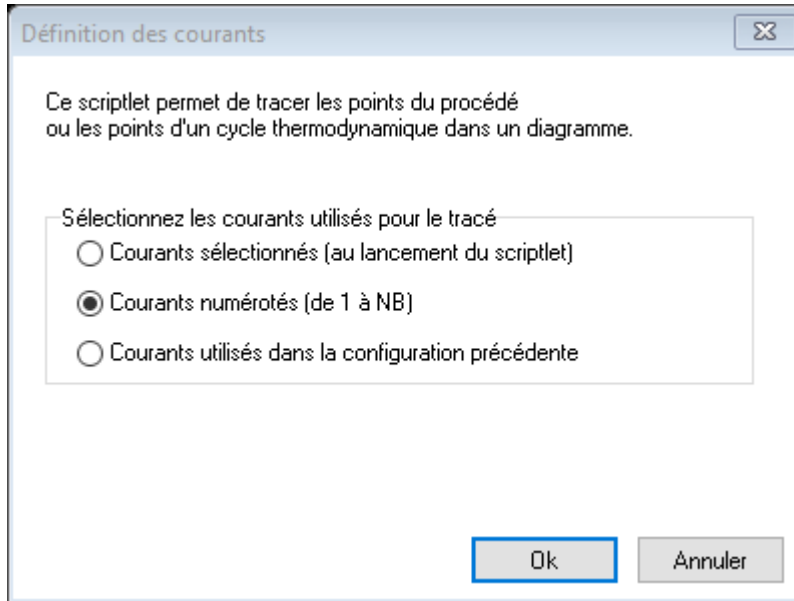 Définition des courants
Ce scriptlet permet de tracer les points du procédé
ou les points d'un cycle thermodynamique dans un diagramme.
Sélectionnez les courants utilisés pour le tracé
Courants sélectionnés (au lancement du scriptlet)
Courants numérotés (de 1 à NB)
Courants utilisés dans la configuration précédente
Ok
Annuler